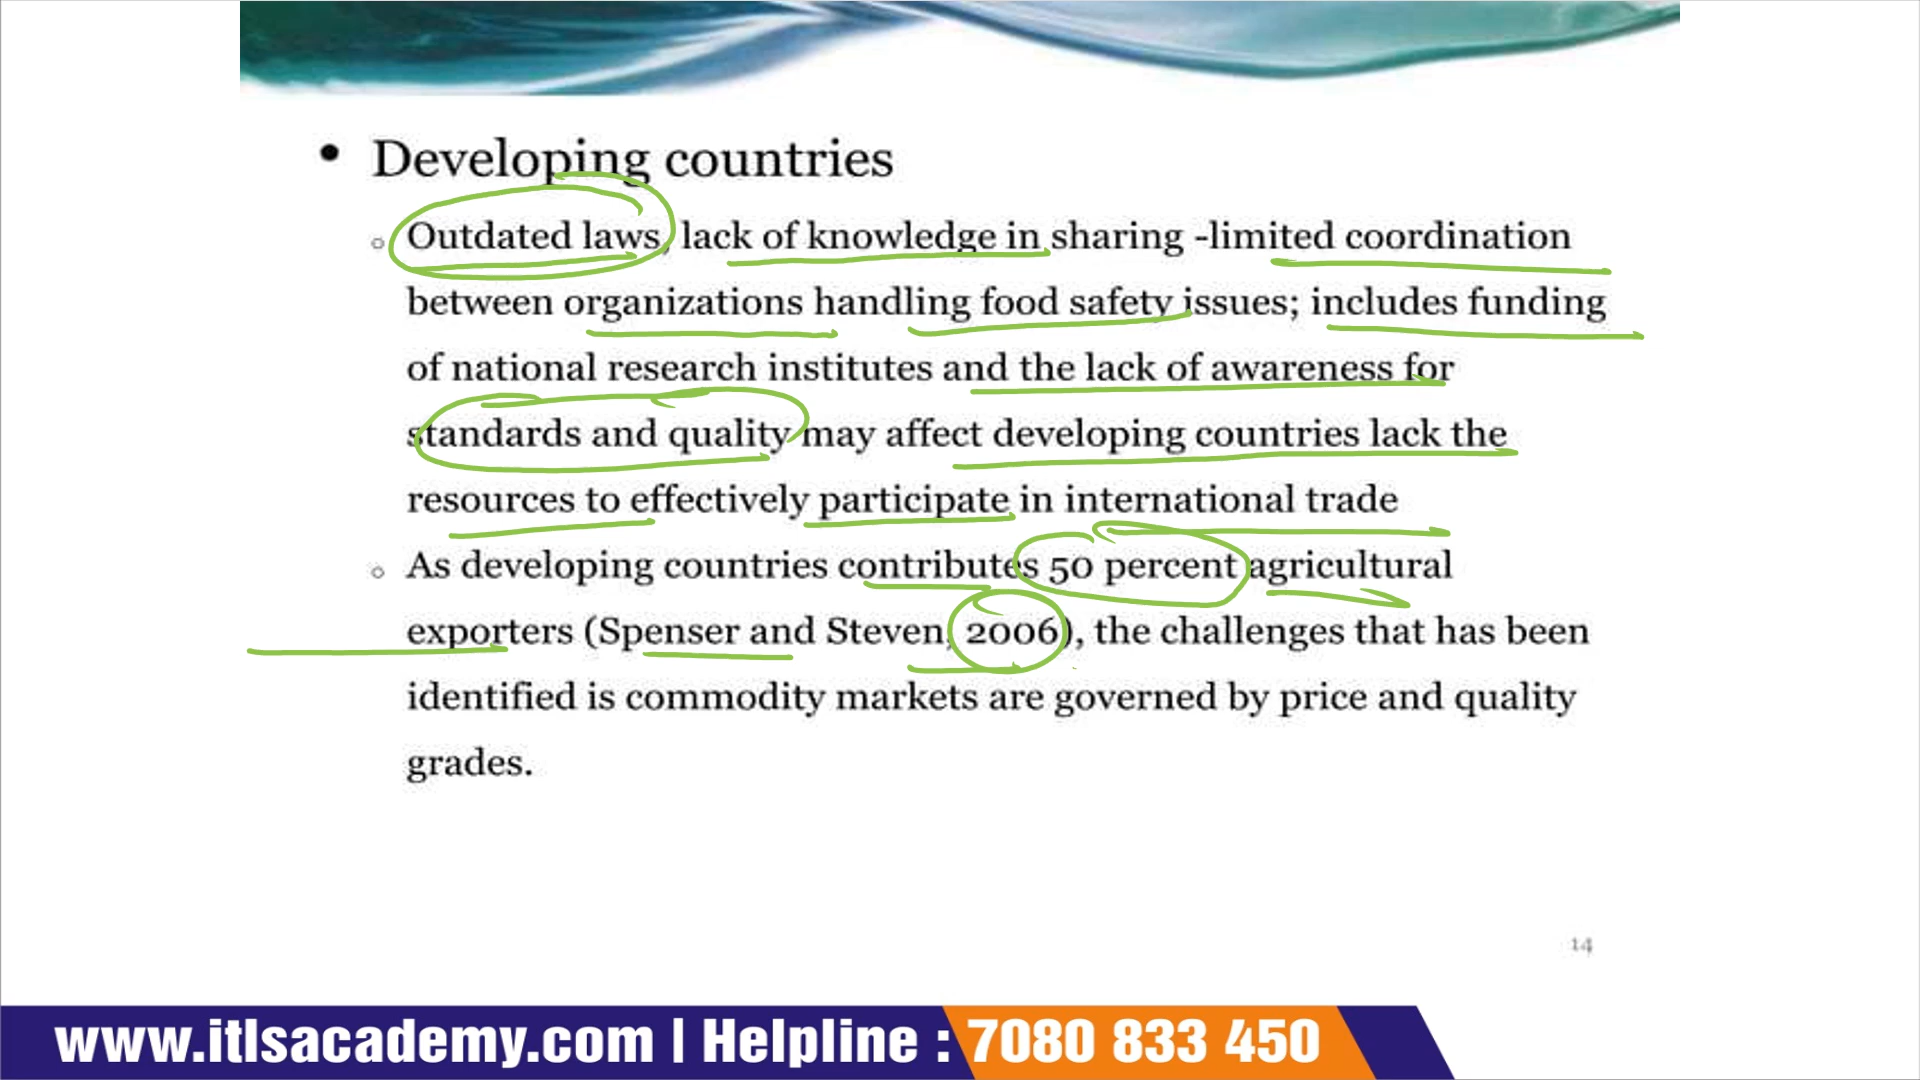 • Developing countries
o Outdated laws, lack of knowledge in sharing -limited coordination
between organizations handling food safety issues; includes funding
of national research institutes and the lack of awareness for
standards and quality may affect developing countries lack the
resources to effectively participate in international trade
o As developing countries contributes 50 percent agricultural
exporters (Spenser and Steven, 2006), the challenges that has been
identified is commodity markets are governed by price and quality
grades.
14
www.itlsacademy.com | Helpline : 7080 833 450